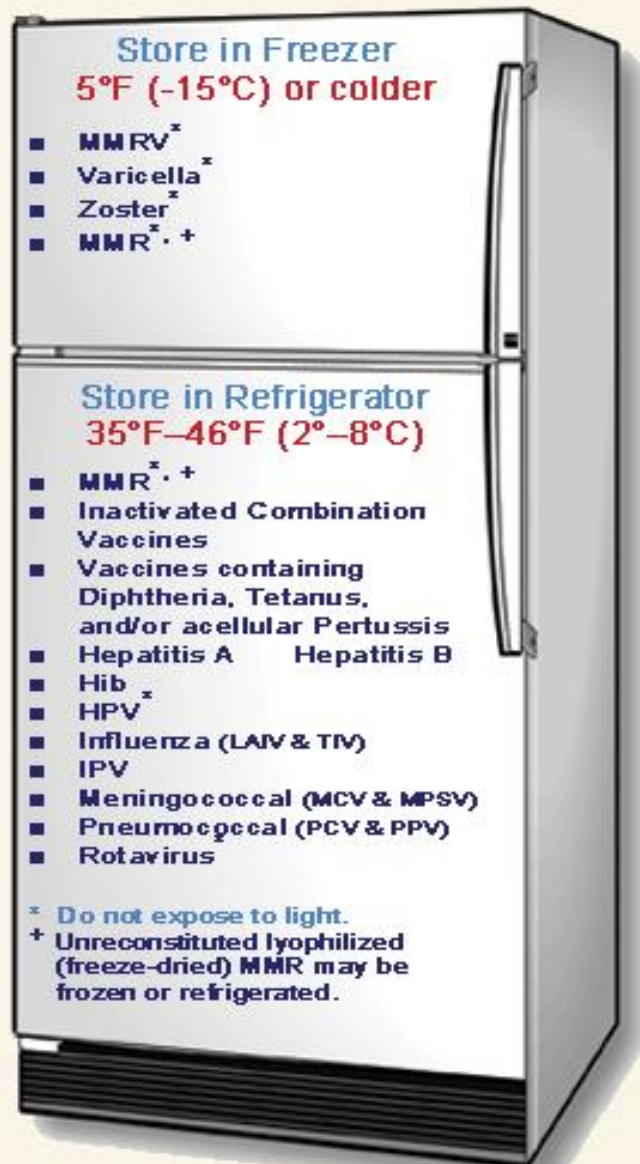 Store in Freezer
5°F (-15°C) or colder
■ MMRV*
■ Varicella*
■ Zoster*
■ MMR*· +
Store in Refrigerator
35°F–46°F (2°–8°C)
■ MMR*· +
■ Inactivated Combination
Vaccines
■ Vaccines containing
Diphtheria, Tetanus,
and/or acellular Pertussis
■ Hepatitis A Hepatitis B
■ Hib
■ HPV*
■ Influenza (LAIV & TIV)
■ IPV
■ Meningococcal (MCV & MPSV)
■ Pneumococcal (PCV & PPV)
■ Rotavirus*
* Do not expose to light.
+ Unreconstituted lyophilized
(freeze-dried) MMR may be
frozen or refrigerated.